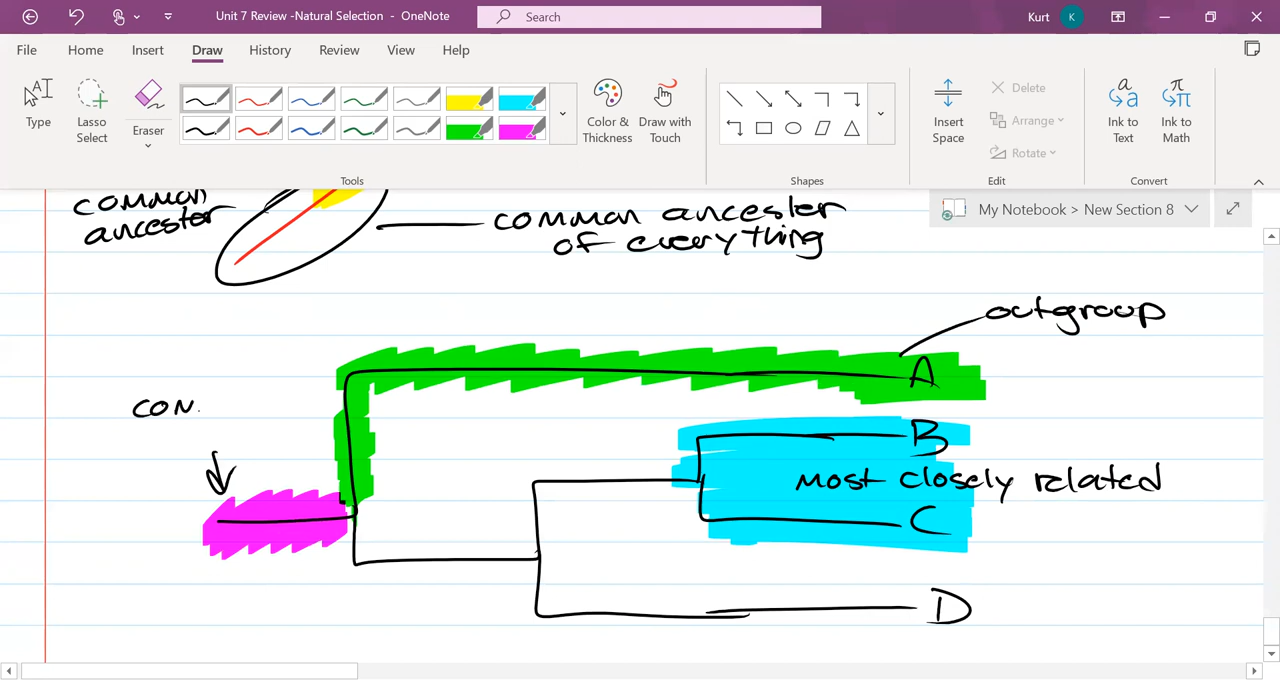 Unit 7 Review -Natural Selection - OneNote
Search
Kurt K
File Home Insert Draw History Review View Help
Type
Lasso Select
Eraser
Color & Thickness
Draw with Touch
Insert Space
Delete
Arrange
Rotate
Ink to Text
Ink to Math
Tools Shapes Edit Convert
My Notebook > New Section 8
common
ancestor
common ancester
of everything
outgroup
A
con
B
most closely related
C
D